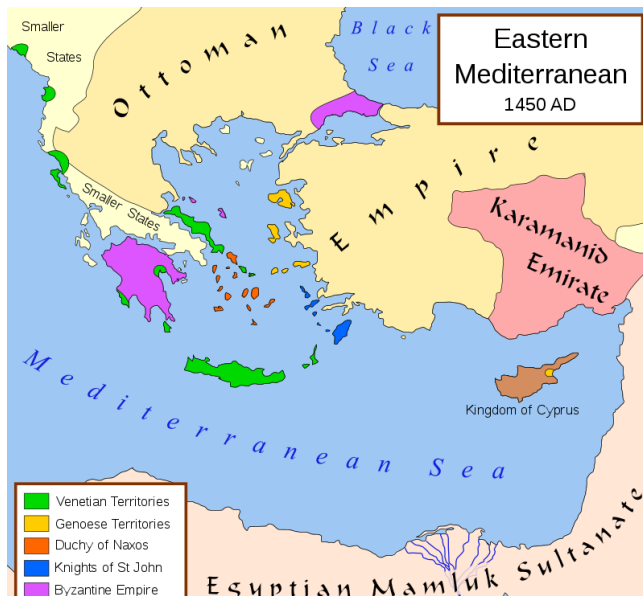 Eastern
Mediterranean
1450 AD
Smaller
States
Black
Sea
Ottoman
Empire
Smaller States
Karamanid
Emirate
Kingdom of Cyprus
Mediterranean Sea
Egyptian Mamluk Sultanate
Venetian Territories
Genoese Territories
Duchy of Naxos
Knights of St John
Byzantine Empire